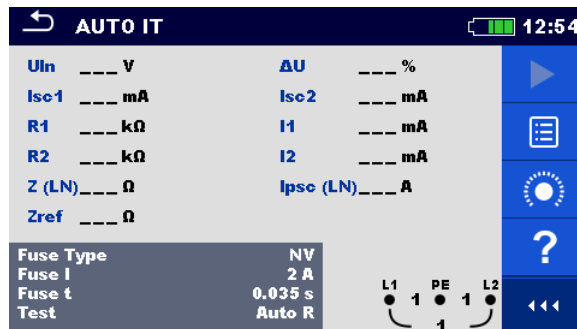 AUTO IT 12:54
Uln ___ V ΔU ___ %
Isc1 ___ mA Isc2 ___ mA
R1 ___ kΩ I1 ___ mA
R2 ___ kΩ I2 ___ mA
Z (LN)___ Ω Ipsc (LN)___ A
Zref ___ Ω
?
Fuse Type NV
Fuse I 2 A
Fuse t 0.035 s
Test Auto R
L1 PE L2
1 1
1